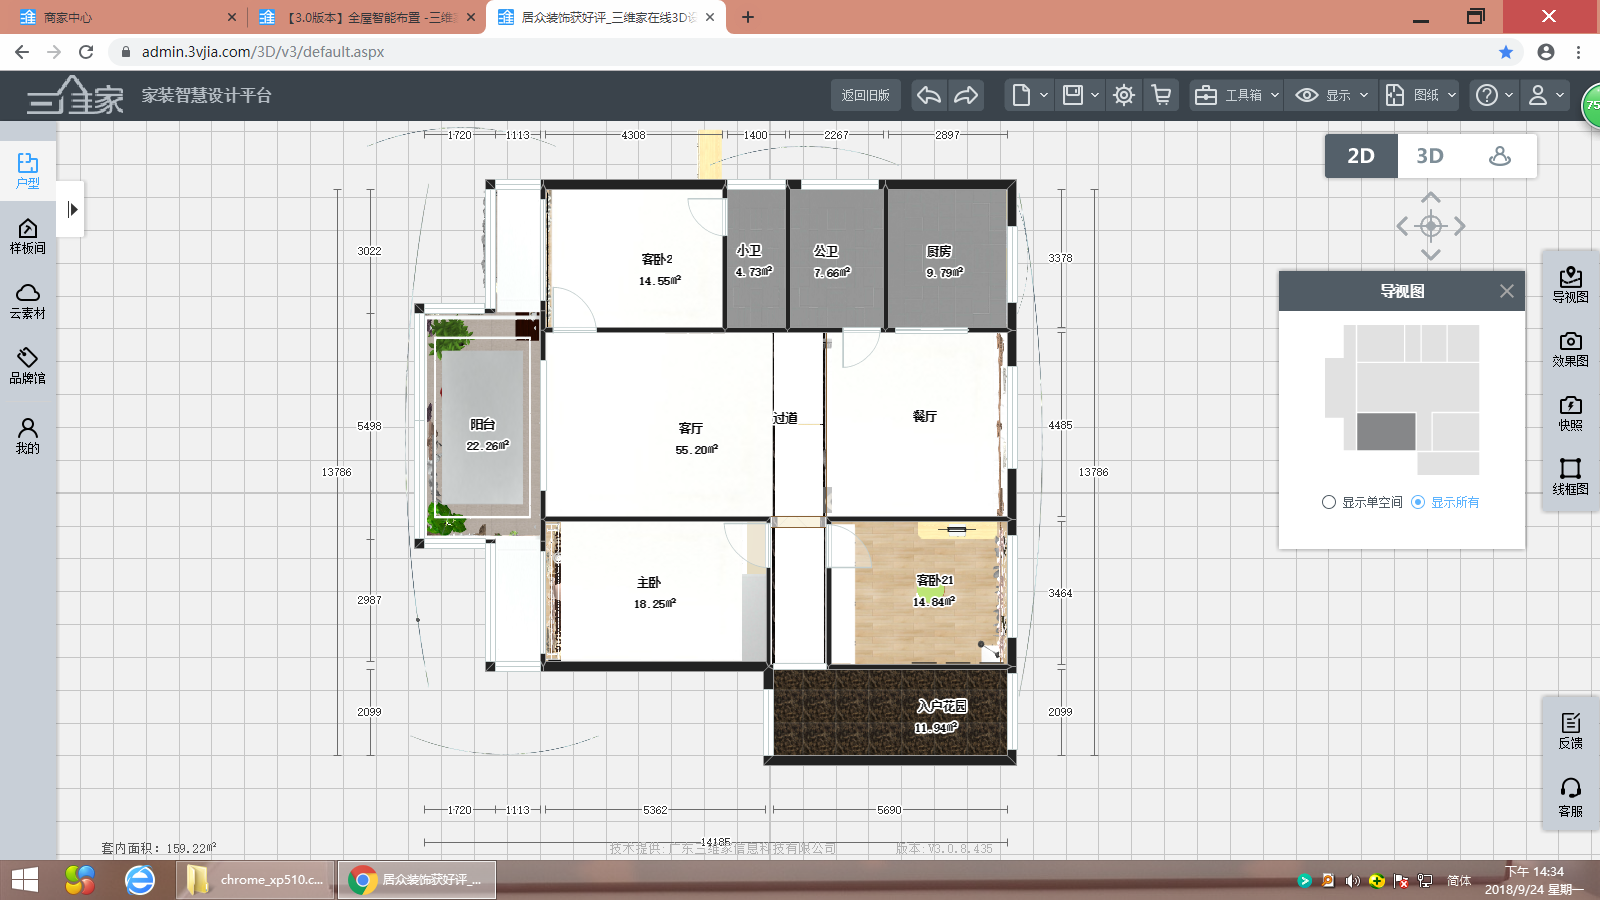 商家中心
【3.0版本】全屋智能布置 -三维
居众装饰获好评_三维家在线3D设
admin.3vjia.com/3D/v3/default.aspx
三维家
家装智慧设计平台
返回旧版
工具箱
显示
图纸
75
户型
样板间
云素材
品牌馆
我的
2D
3D
导视图
显示单空间
显示所有
导视图
效果图
快照
线框图
反馈
客服
1720
1113
4308
1400
2267
2897
3022
5498
13786
2987
2099
3378
4485
13786
3464
2099
客卧2
14.55㎡
小卫
4.73㎡
公卫
7.66㎡
厨房
9.79㎡
阳台
22.26㎡
客厅
55.20㎡
过道
餐厅
主卧
18.25㎡
客卧21
14.84㎡
入户花园
11.94㎡
1720
1113
5362
5690
14185
套内面积：159.22㎡
技术提供:广东三维家信息科技有限公司
版本:V3.0.8.435
chrome_xp510.c...
居众装饰获好评_...
简体
下午 14:34
2018/9/24 星期一